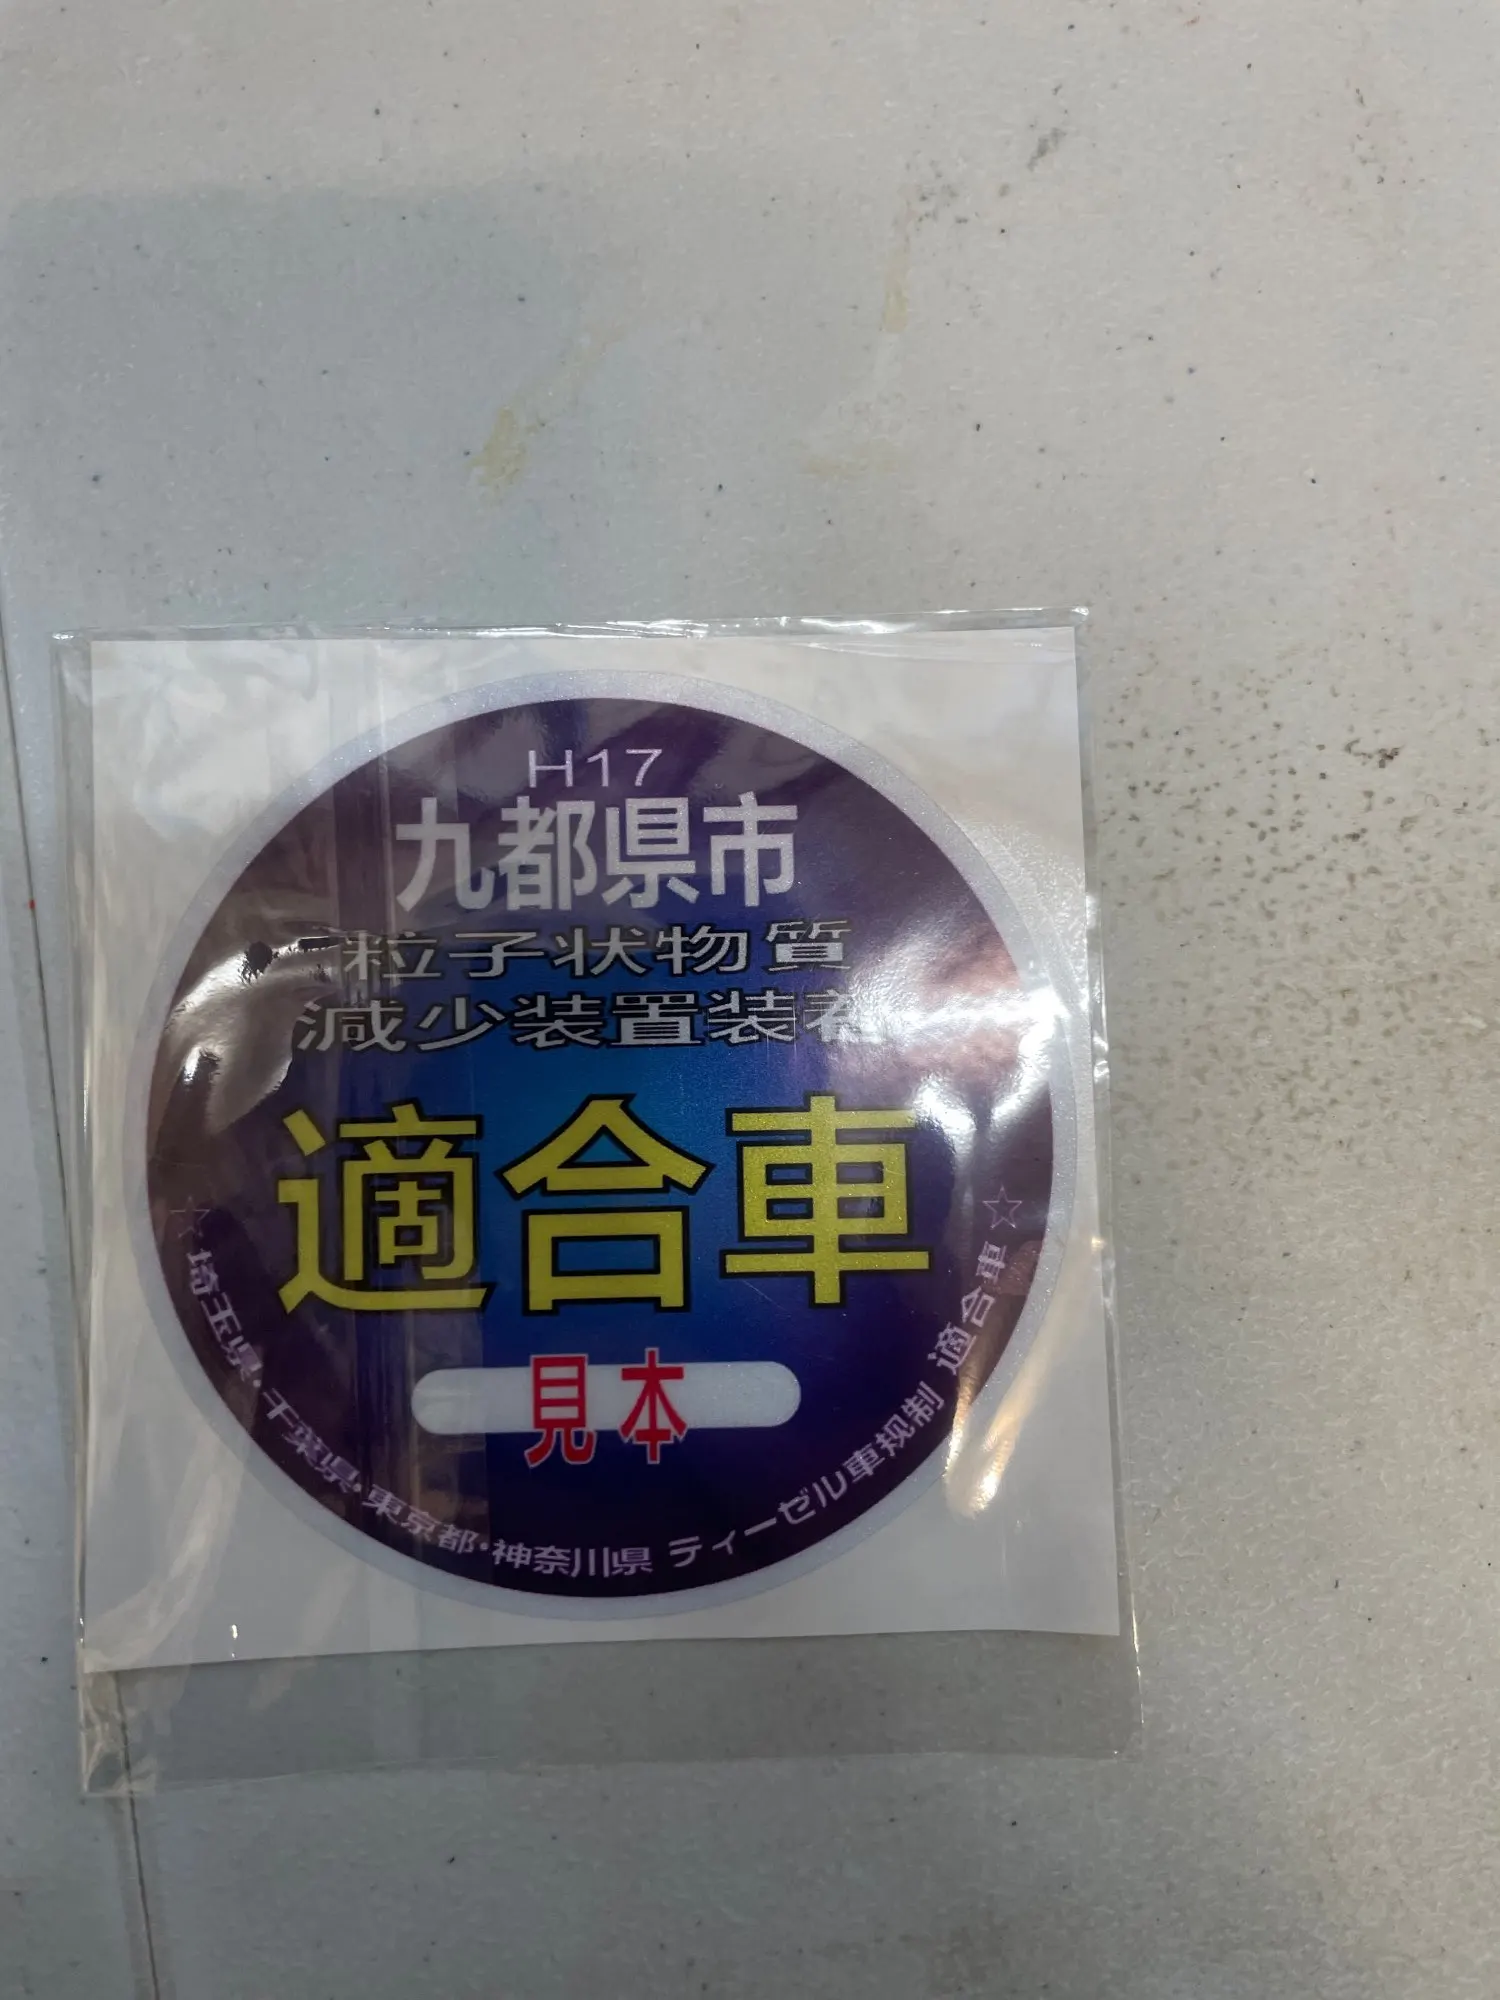 H17
九都県市
粒子状物質
減少装置装着
適合車
見本
☆埼玉県・千葉県・東京都・神奈川県 ティーゼル車规制 適合車☆